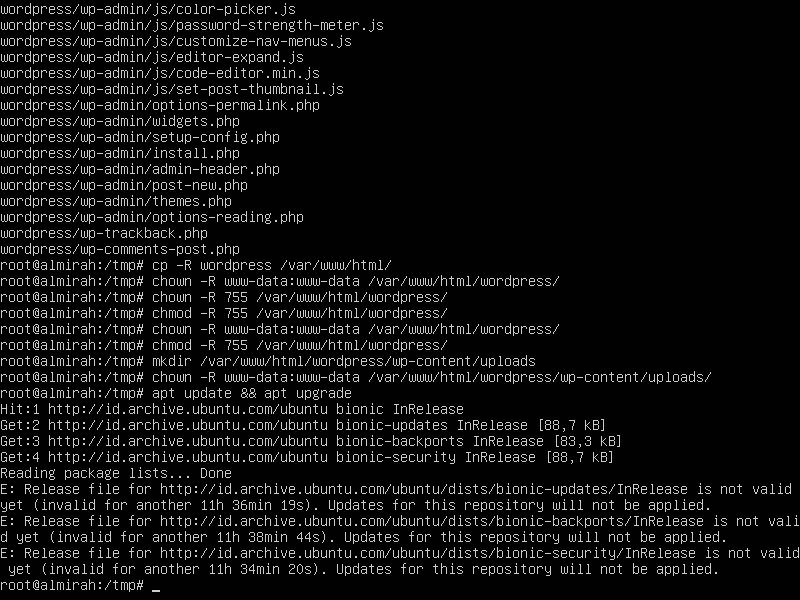 wordpress/wp-admin/js/color-picker.js
wordpress/wp-admin/js/password-strength-meter.js
wordpress/wp-admin/js/customize-nav-menus.js
wordpress/wp-admin/js/editor-expand.js
wordpress/wp-admin/js/code-editor.min.js
wordpress/wp-admin/js/set-post-thumbnail.js
wordpress/wp-admin/options-permalink.php
wordpress/wp-admin/widgets.php
wordpress/wp-admin/setup-config.php
wordpress/wp-admin/install.php
wordpress/wp-admin/admin-header.php
wordpress/wp-admin/post-new.php
wordpress/wp-admin/themes.php
wordpress/wp-admin/options-reading.php
wordpress/wp-trackback.php
wordpress/wp-comments-post.php
root@almirah:/tmp# cp -R wordpress /var/www/html/
root@almirah:/tmp# chown -R www-data:www-data /var/www/html/wordpress/
root@almirah:/tmp# chown -R 755 /var/www/html/wordpress/
root@almirah:/tmp# chmod -R 755 /var/www/html/wordpress/
root@almirah:/tmp# chown -R www-data:www-data /var/www/html/wordpress/
root@almirah:/tmp# chmod -R 755 /var/www/html/wordpress/
root@almirah:/tmp# mkdir /var/www/html/wordpress/wp-content/uploads
root@almirah:/tmp# chown -R www-data:www-data /var/www/html/wordpress/wp-content/uploads/
root@almirah:/tmp# apt update && apt upgrade
Hit:1 http://id.archive.ubuntu.com/ubuntu bionic InRelease
Get:2 http://id.archive.ubuntu.com/ubuntu bionic-updates InRelease [88,7 kB]
Get:3 http://id.archive.ubuntu.com/ubuntu bionic-backports InRelease [83,3 kB]
Get:4 http://id.archive.ubuntu.com/ubuntu bionic-security InRelease [88,7 kB]
Reading package lists... Done
E: Release file for http://id.archive.ubuntu.com/ubuntu/dists/bionic-updates/InRelease is not valid
yet (invalid for another 11h 36min 19s). Updates for this repository will not be applied.
E: Release file for http://id.archive.ubuntu.com/ubuntu/dists/bionic-backports/InRelease is not vali
d yet (invalid for another 11h 38min 44s). Updates for this repository will not be applied.
E: Release file for http://id.archive.ubuntu.com/ubuntu/dists/bionic-security/InRelease is not valid
 yet (invalid for another 11h 34min 20s). Updates for this repository will not be applied.
root@almirah:/tmp# _